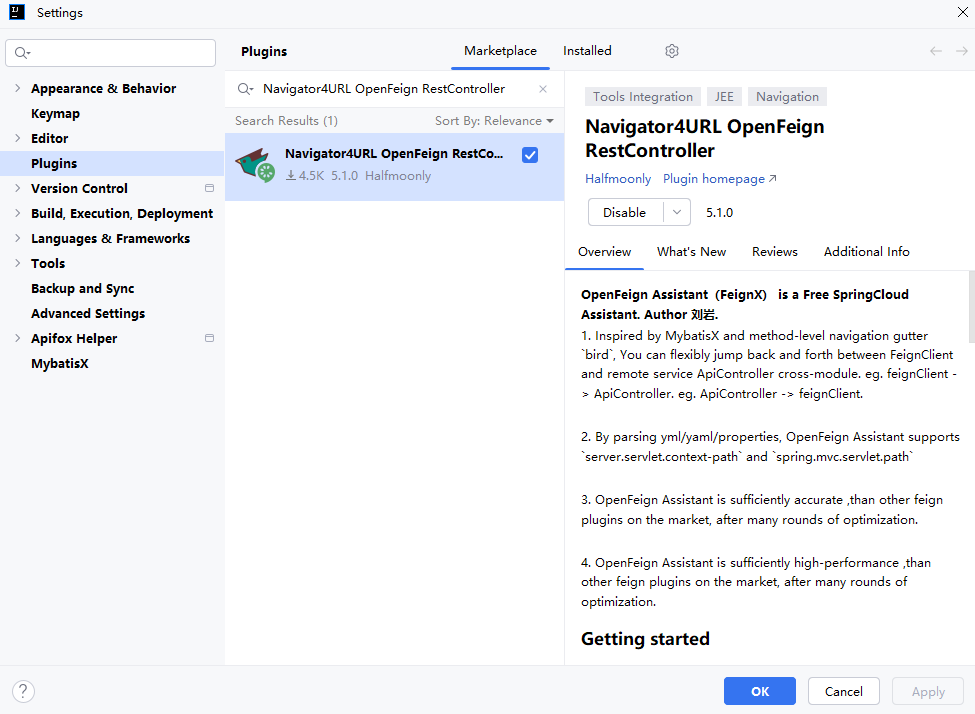 Settings
Plugins
Marketplace
Installed
Appearance & Behavior
Keymap
Editor
Plugins
Version Control
Build, Execution, Deployment
Languages & Frameworks
Tools
Backup and Sync
Advanced Settings
Apifox Helper
MybatisX
Navigator4URL OpenFeign RestController
Search Results (1)
Sort By: Relevance
Navigator4URL OpenFeign RestCo...
4.5K 5.1.0 Halfmoonly
Tools Integration
JEE
Navigation
Navigator4URL OpenFeign
RestController
Halfmoonly
Plugin homepage ↗
Disable
5.1.0
Overview
What's New
Reviews
Additional Info
OpenFeign Assistant（FeignX） is a Free SpringCloud
Assistant. Author 刘岩.
1. Inspired by MybatisX and method-level navigation gutter
`bird`, You can flexibly jump back and forth between FeignClient
and remote service ApiController cross-module. eg. feignClient -
> ApiController. eg. ApiController -> feignClient.
2. By parsing yml/yaml/properties, OpenFeign Assistant supports
`server.servlet.context-path` and `spring.mvc.servlet.path`
3. OpenFeign Assistant is sufficiently accurate ,than other feign
plugins on the market, after many rounds of optimization.
4. OpenFeign Assistant is sufficiently high-performance ,than
other feign plugins on the market, after many rounds of
optimization.
Getting started
?
OK
Cancel
Apply